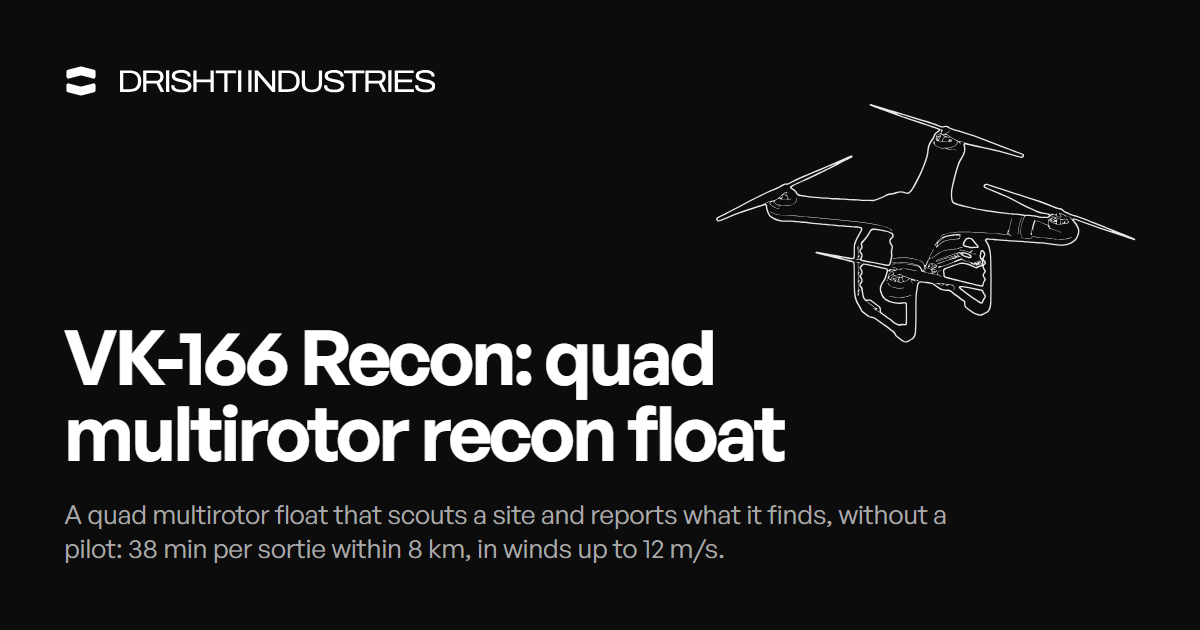 DRISHTI INDUSTRIES
VK-166 Recon: quad
multirotor recon float
A quad multirotor float that scouts a site and reports what it finds, without a
pilot: 38 min per sortie within 8 km, in winds up to 12 m/s.